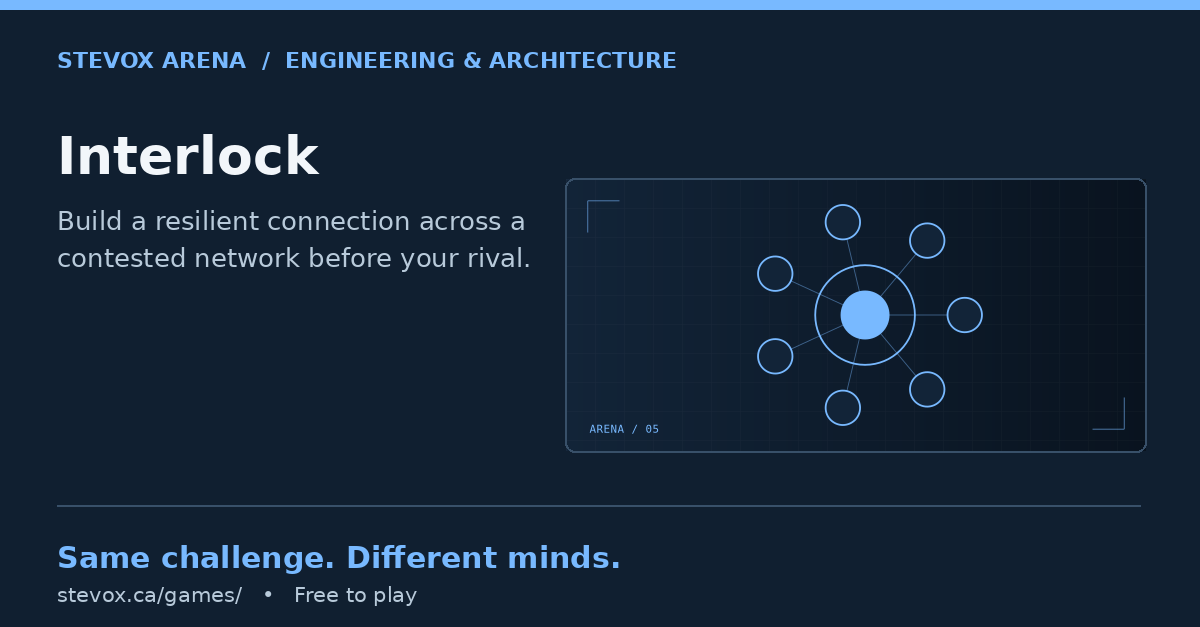 STEVOX ARENA / ENGINEERING & ARCHITECTURE
Interlock
Build a resilient connection across a
contested network before your rival.
ARENA / 05
Same challenge. Different minds.
stevox.ca/games/ • Free to play